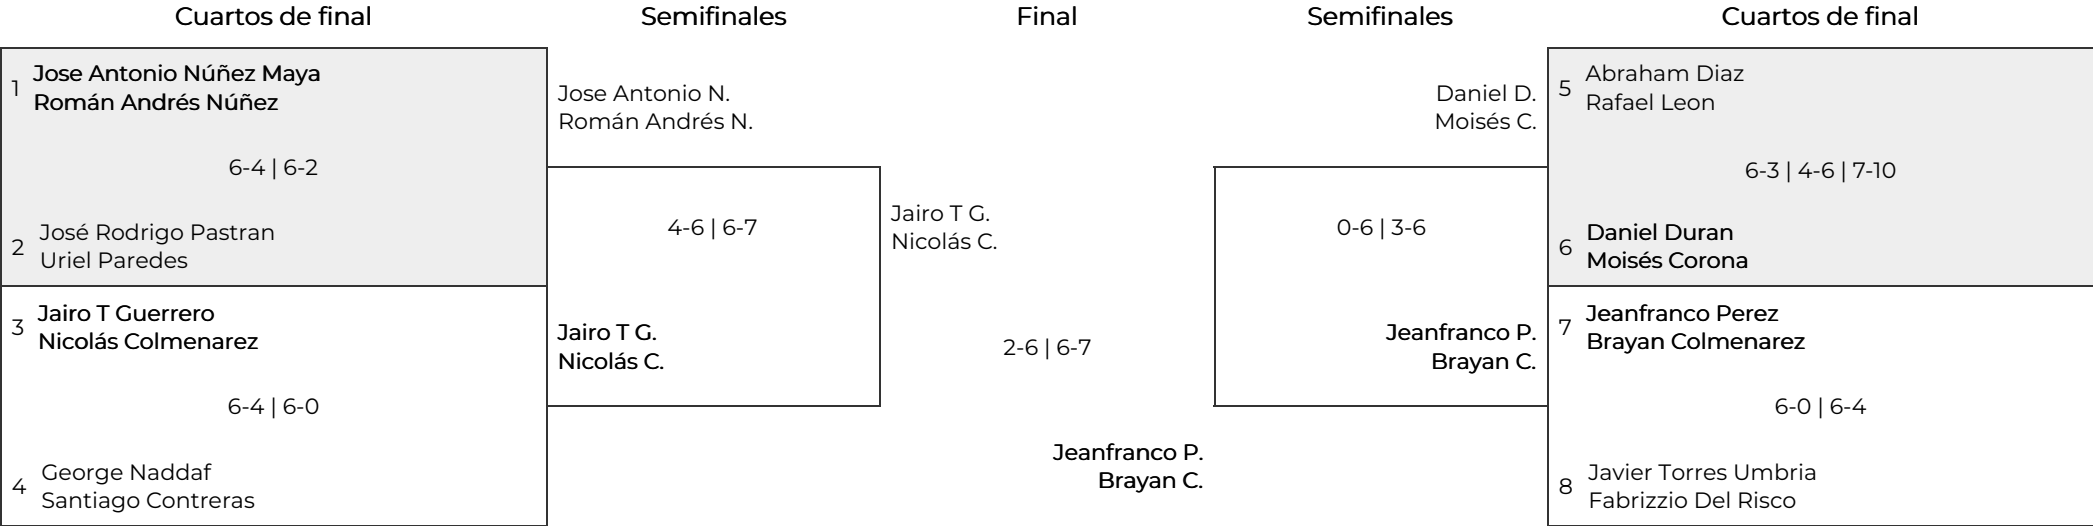 Cuartos de final
Semifinales
Final
Semifinales
Cuartos de final
1
Jose Antonio Núñez Maya
Román Andrés Núñez
6-4 | 6-2
2
José Rodrigo Pastran
Uriel Paredes
3
Jairo T Guerrero
Nicolás Colmenarez
6-4 | 6-0
4
George Naddaf
Santiago Contreras
Jose Antonio N.
Román Andrés N.
4-6 | 6-7
Jairo T G.
Nicolás C.
Jairo T G.
Nicolás C.
2-6 | 6-7
Jeanfranco P.
Brayan C.
Daniel D.
Moisés C.
0-6 | 3-6
Jeanfranco P.
Brayan C.
5
Abraham Diaz
Rafael Leon
6-3 | 4-6 | 7-10
6
Daniel Duran
Moisés Corona
7
Jeanfranco Perez
Brayan Colmenarez
6-0 | 6-4
8
Javier Torres Umbria
Fabrizzio Del Risco